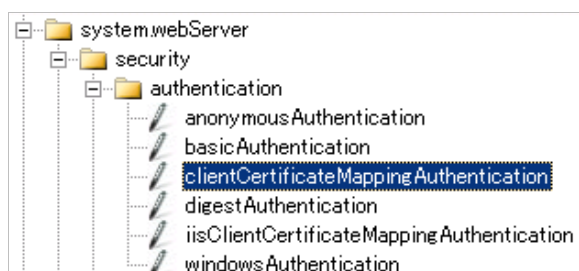 system.webServer
security
authentication
anonymousAuthentication
basicAuthentication
clientCertificateMappingAuthentication
digestAuthentication
iisClientCertificateMappingAuthentication
windowsAuthentication